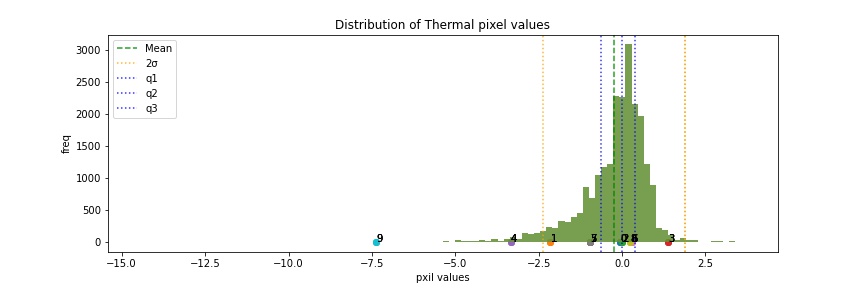 Distribution of Thermal pixel values
Mean
2σ
q1
q2
q3
freq
3000
2500
2000
1500
1000
500
0
9
4
1
3
−15.0
−12.5
−10.0
−7.5
−5.0
−2.5
0.0
2.5
pxil values